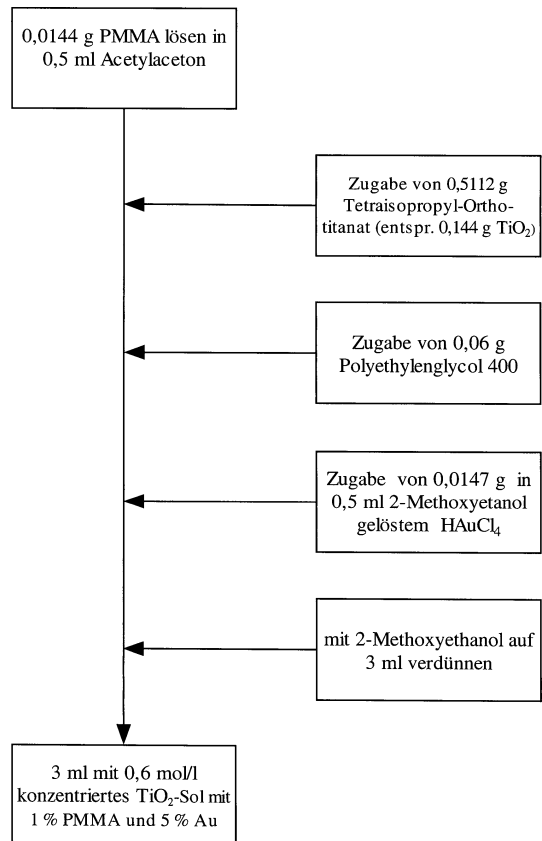 0,0144 g PMMA lösen in
0,5 ml Acetylaceton
Zugabe von 0,5112 g
Tetraisopropyl-Ortho-
titanat (entspr. 0,144 g TiO₂)
Zugabe von 0,06 g
Polyethylenglycol 400
Zugabe von 0,0147 g in
0,5 ml 2-Methoxyetanol
gelöstem HAuCl₄
mit 2-Methoxyethanol auf
3 ml verdünnen
3 ml mit 0,6 mol/l
konzentriertes TiO₂-Sol mit
1 % PMMA und 5 % Au